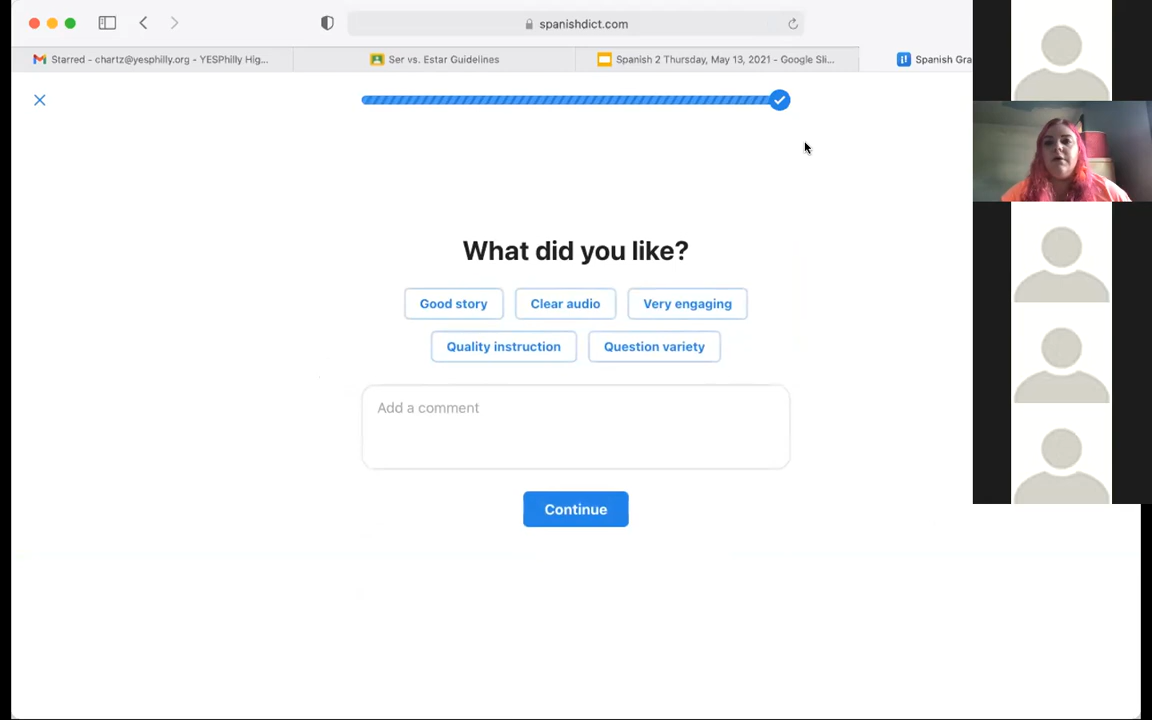 spanishdict.com
Starred - chartz@yesphilly.org - YESPhilly Hig...
Ser vs. Estar Guidelines
Spanish 2 Thursday, May 13, 2021 - Google Sli...
Spanish Gra
What did you like?
Good story
Clear audio
Very engaging
Quality instruction
Question variety
Add a comment
Continue